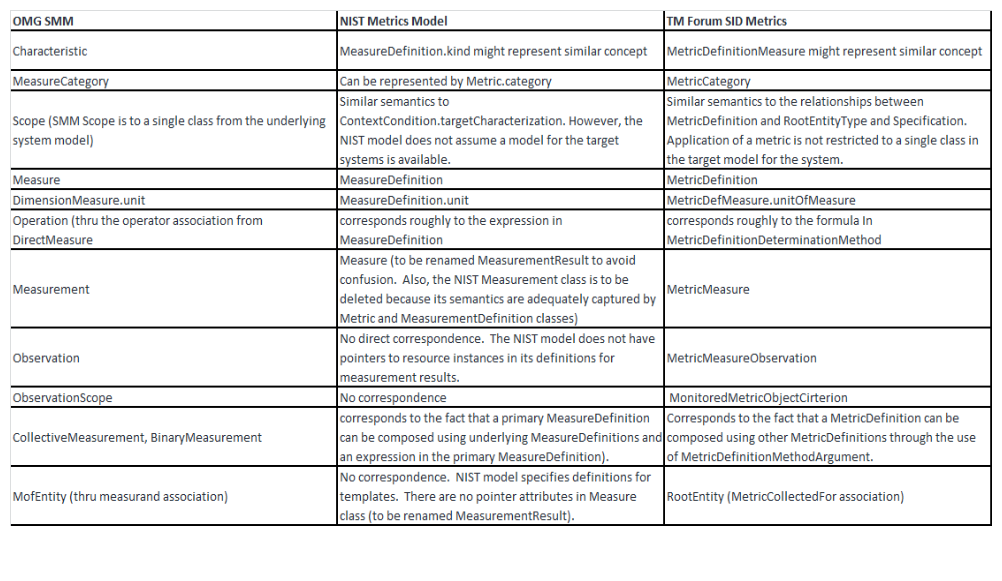 OMG SMM
NIST Metrics Model
TM Forum SID Metrics
Characteristic
MeasureDefinition.kind might represent similar concept
MetricDefinitionMeasure might represent similar concept
MeasureCategory
Can be represented by Metric.category
MetricCategory
Scope (SMM Scope is to a single class from the underlying
system model)
Similar semantics to
ContextCondition.targetCharacterization. However, the
NIST model does not assume a model for the target
systems is available.
Similar semantics to the relationships between
MetricDefinition and RootEntityType and Specification.
Application of a metric is not restricted to a single class in
the target model for the system.
Measure
MeasureDefinition
MetricDefinition
DimensionMeasure.unit
MeasureDefinition.unit
MetricDefMeasure.unitOfMeasure
Operation (thru the operator association from
DirectMeasure
corresponds roughly to the expression in
MeasureDefinition
corresponds roughly to the formula In
MetricDefinitionDeterminationMethod
Measurement
Measure (to be renamed MeasurementResult to avoid
confusion. Also, the NIST Measurement class is to be
deleted because its semantics are adequately captured by
Metric and MeasurementDefinition classes)
MetricMeasure
Observation
No direct correspondence. The NIST model does not have
pointers to resource instances in its definitions for
measurement results.
MetricMeasureObservation
ObservationScope
No correspondence
MonitoredMetricObjectCirterion
CollectiveMeasurement, BinaryMeasurement
corresponds to the fact that a primary MeasureDefinition
can be composed using underlying MeasureDefinitions and
an expression in the primary MeasureDefinition).
Corresponds to the fact that a MetricDefinition can be
composed using other MetricDefinitions through the use
of MetricDefinitionMethodArgument.
MofEntity (thru measurand association)
No correspondence. NIST model specifies definitions for
templates. There are no pointer attributes in Measure
class (to be renamed MeasurementResult).
RootEntity (MetricCollectedFor association)